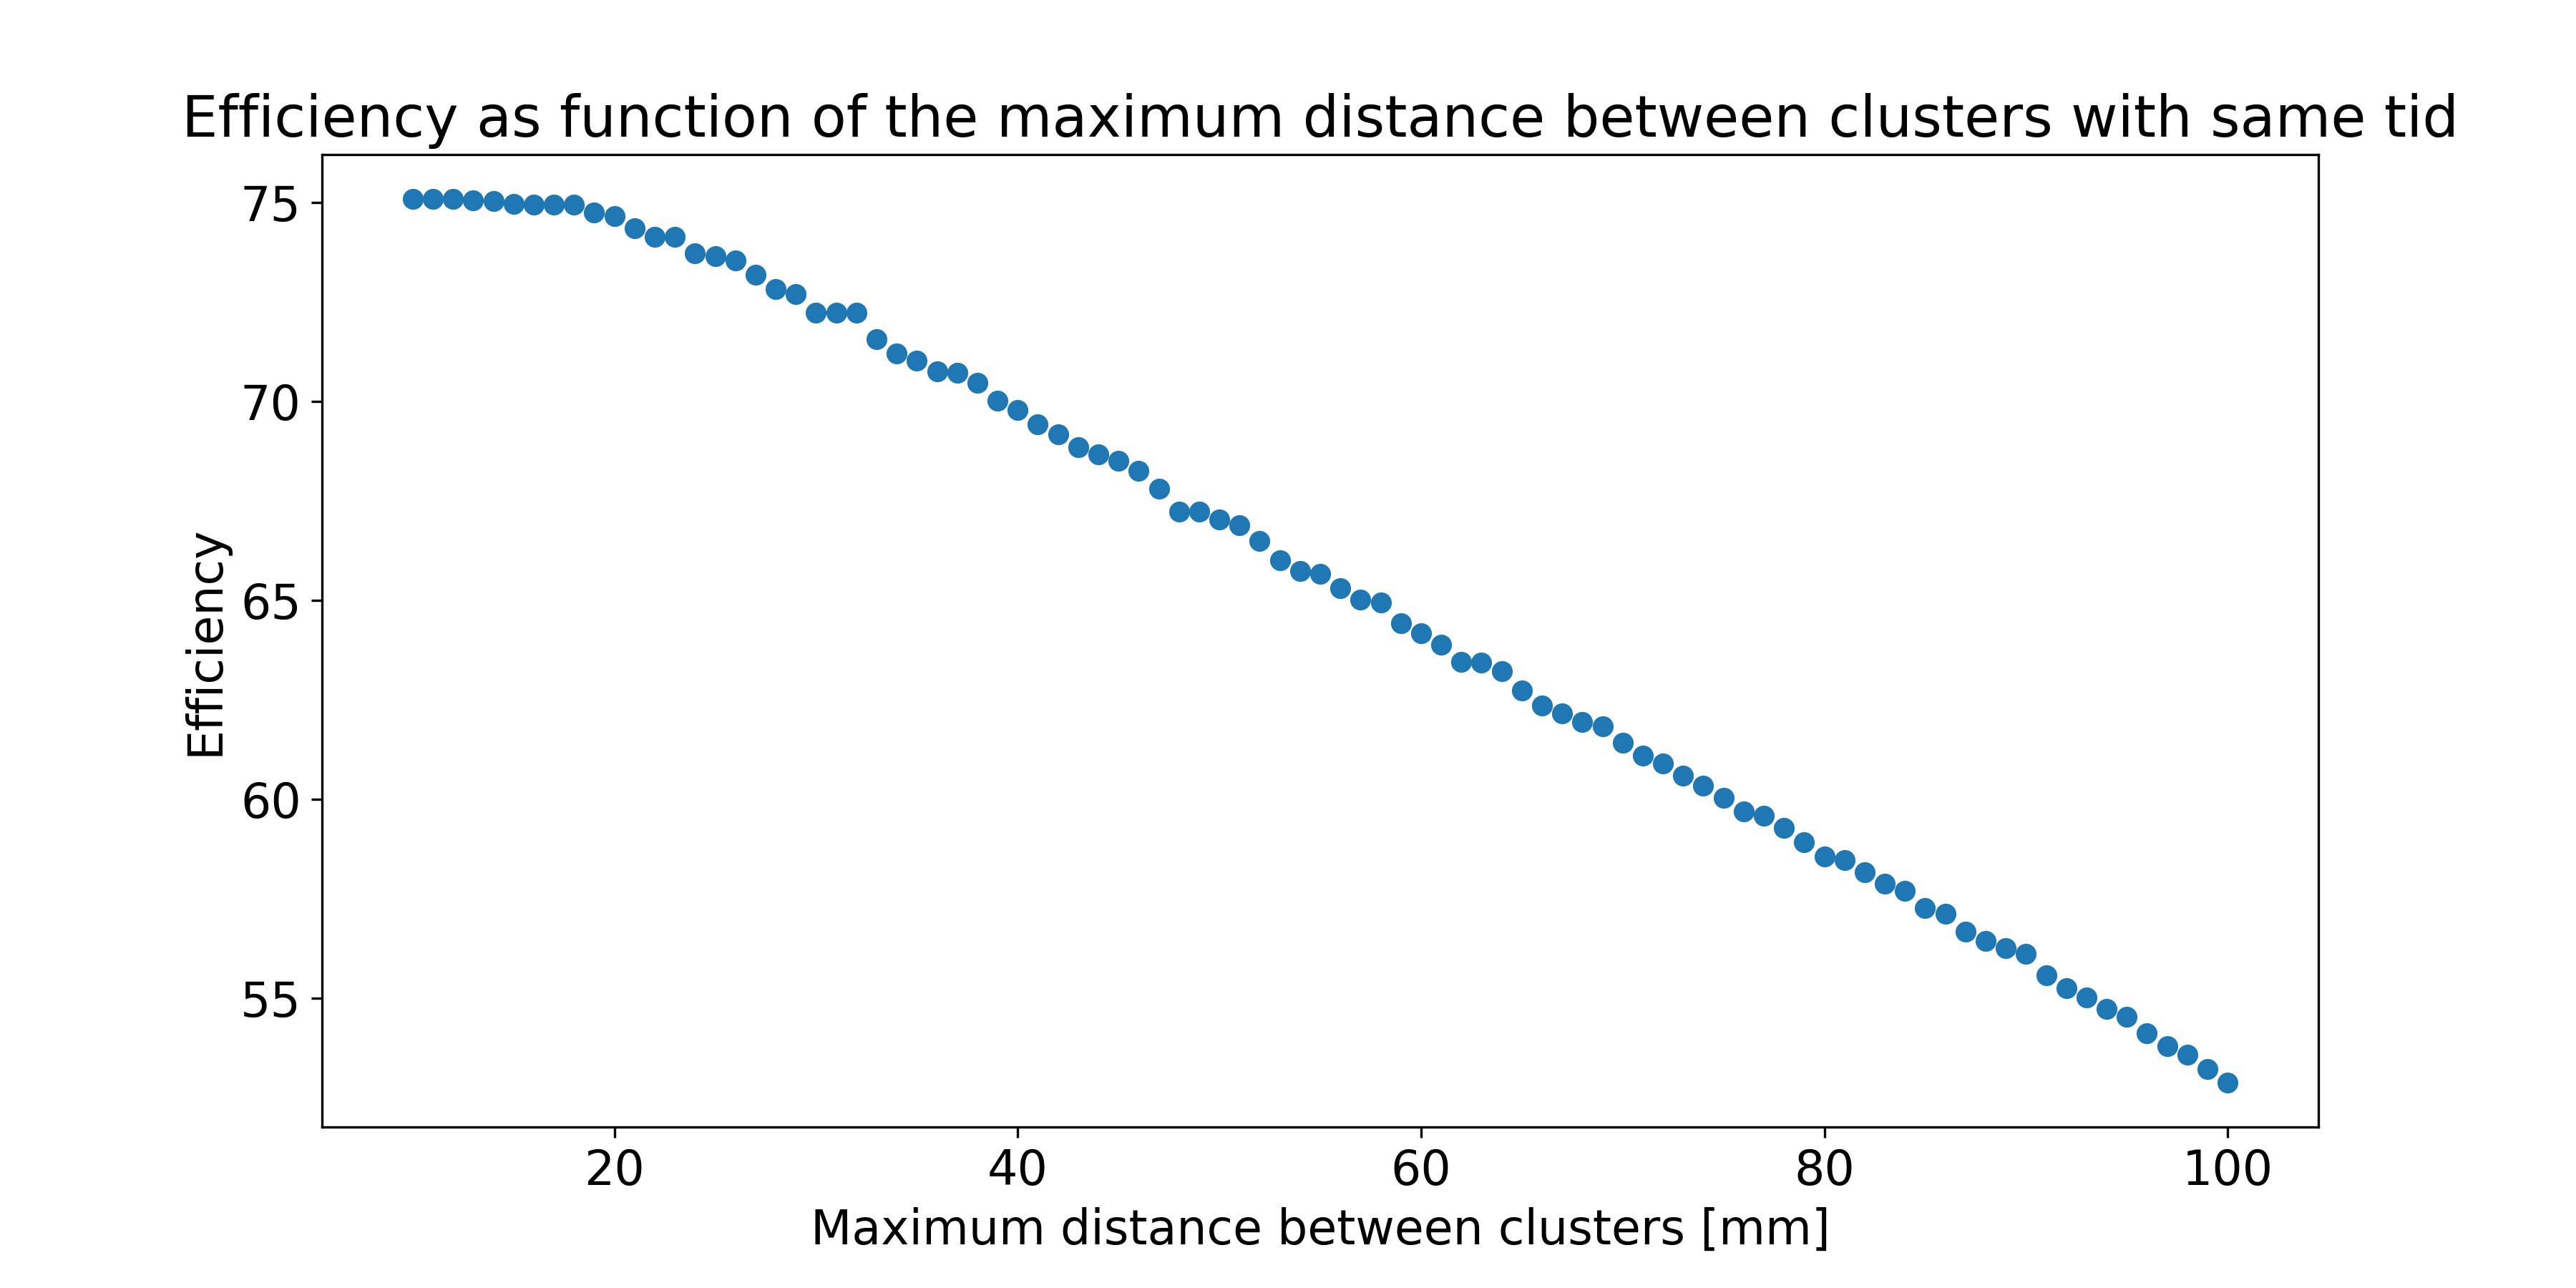 Efficiency as function of the maximum distance between clusters with same tid
75
70
65
60
55
Efficiency
20 40 60 80 100
Maximum distance between clusters [mm]